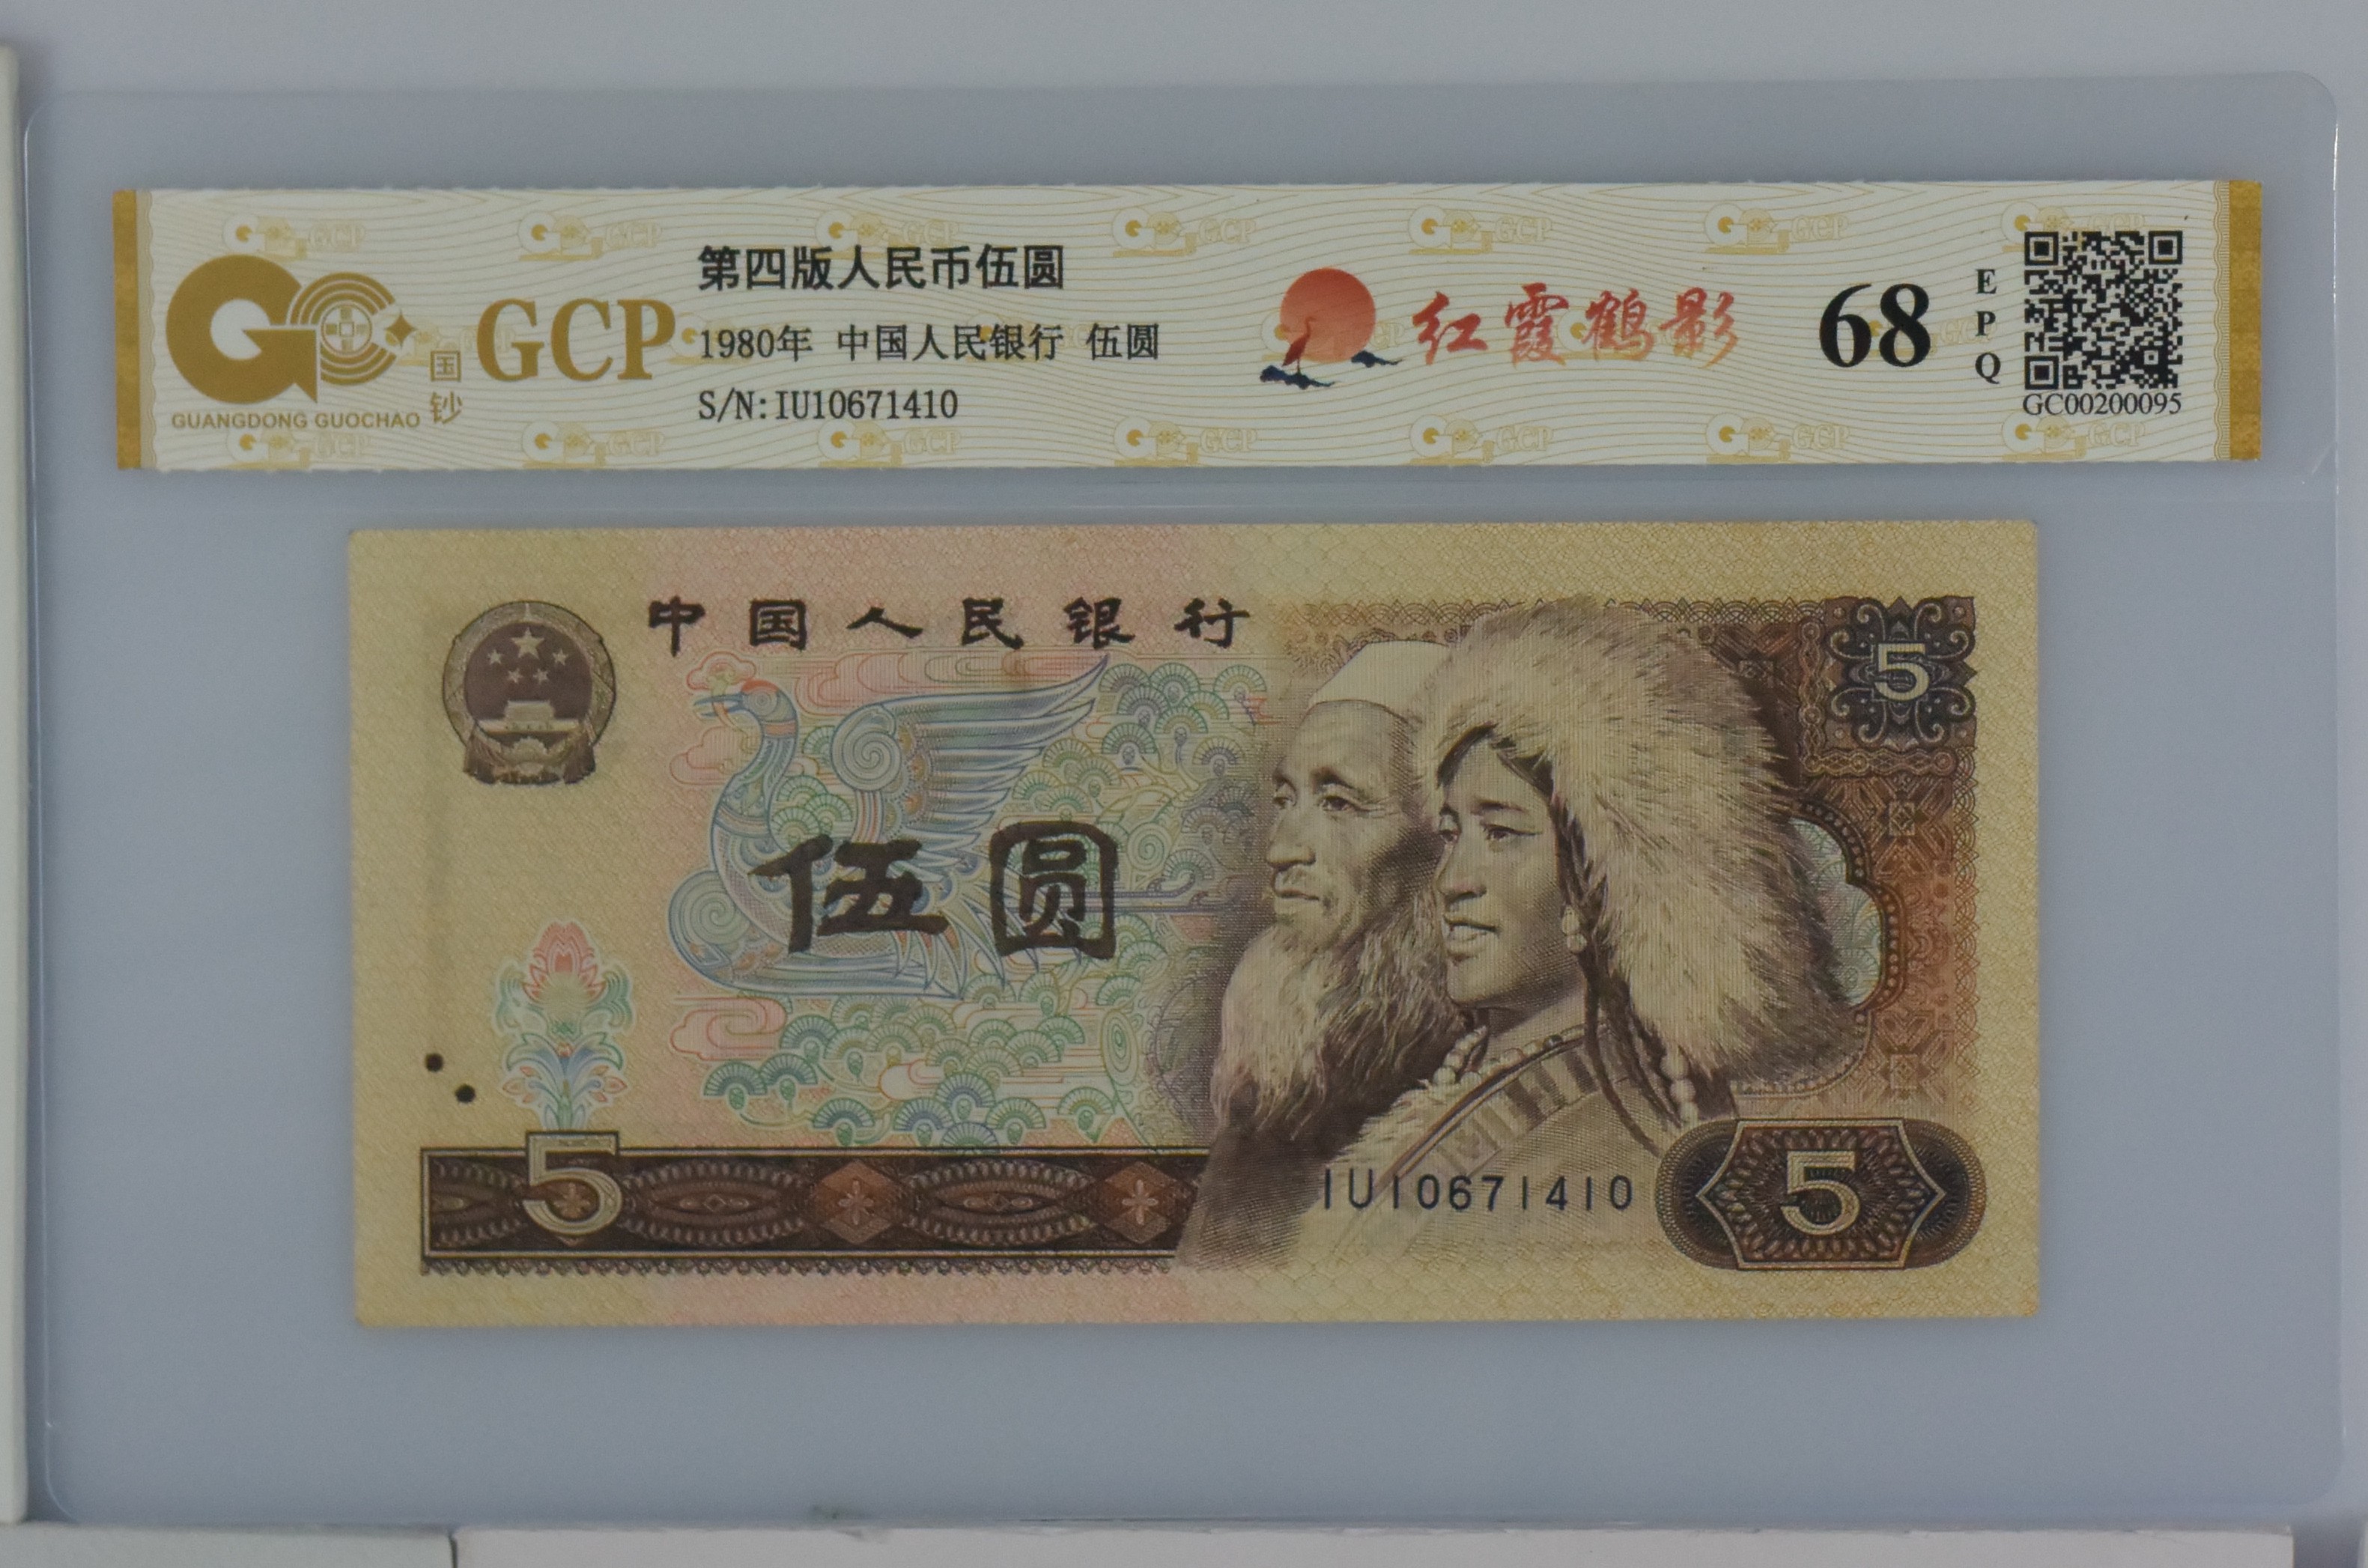 国钞
GUANGDONG GUOCHAO
GCP
第四版人民币伍圆
1980年 中国人民银行 伍圆
S/N:IU10671410
红霞鹤影
68
EPQ
GC00200095
中国人民银行
5
伍圆
5
IU10671410
5